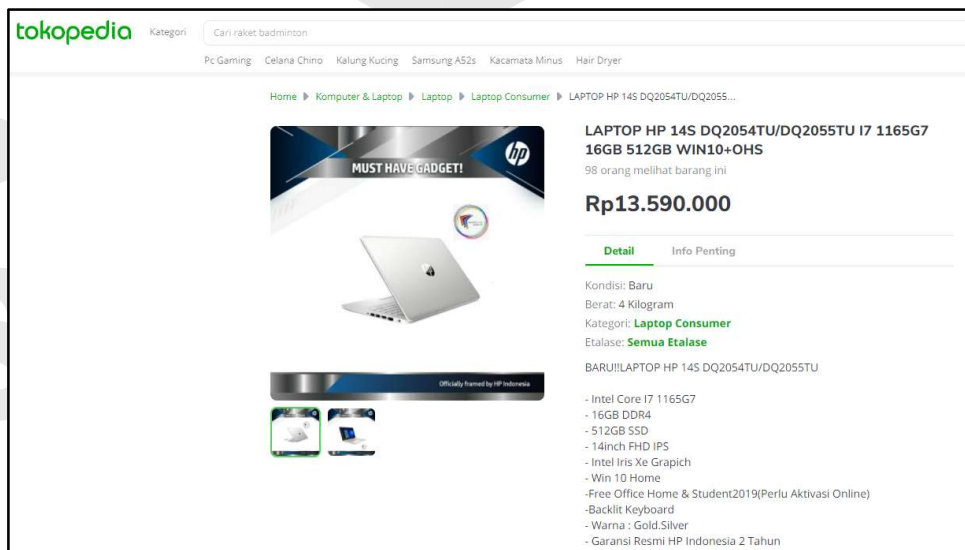 tokopedia Kategori Cari raket badminton
Pc Gaming Celana Chino Kalung Kucing Samsung A52s Kacamata Minus Hair Dryer
Home Komputer & Laptop Laptop Laptop Consumer LAPTOP HP 14S DQ2054TU/DQ2055...
MUST HAVE GADGET!
hp
Officially framed by HP Indonesia
LAPTOP HP 14S DQ2054TU/DQ2055TU I7 1165G7
16GB 512GB WIN10+OHS
98 orang melihat barang ini
Rp13.590.000
Detail Info Penting
Kondisi: Baru
Berat: 4 Kilogram
Kategori: Laptop Consumer
Etalase: Semua Etalase
BARU!!LAPTOP HP 14S DQ2054TU/DQ2055TU
- Intel Core I7 1165G7
- 16GB DDR4
- 512GB SSD
- 14inch FHD IPS
- Intel Iris Xe Grapich
- Win 10 Home
-Free Office Home & Student2019(Perlu Aktivasi Online)
-Backlit Keyboard
- Warna : Gold.Silver
- Garansi Resmi HP Indonesia 2 Tahun